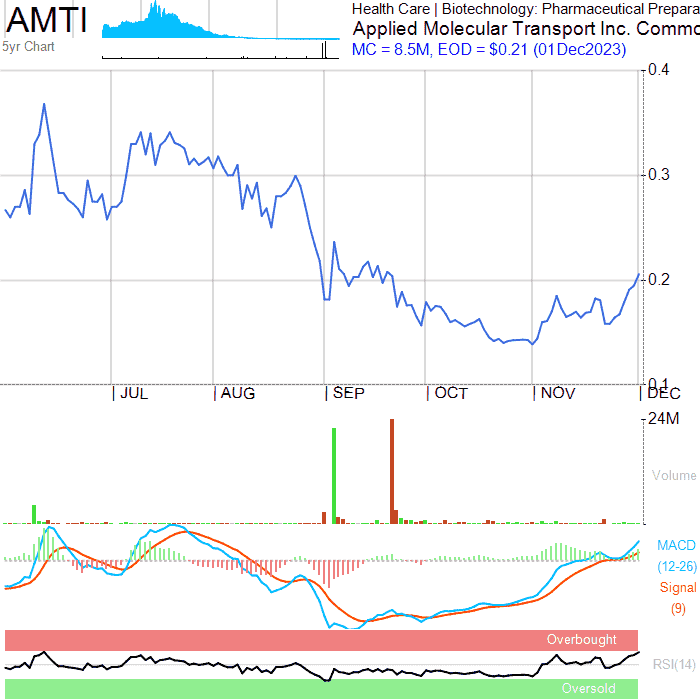 AMTI
5yr Chart
Health Care | Biotechnology: Pharmaceutical Prepara
Applied Molecular Transport Inc. Commo
MC = 8.5M, EOD = $0.21 (01Dec2023)
0.4
0.3
0.2
0.1
JUL AUG SEP OCT NOV DEC
24M
Volume
MACD
(12-26)
Signal
(9)
Overbought
RSI(14)
Oversold